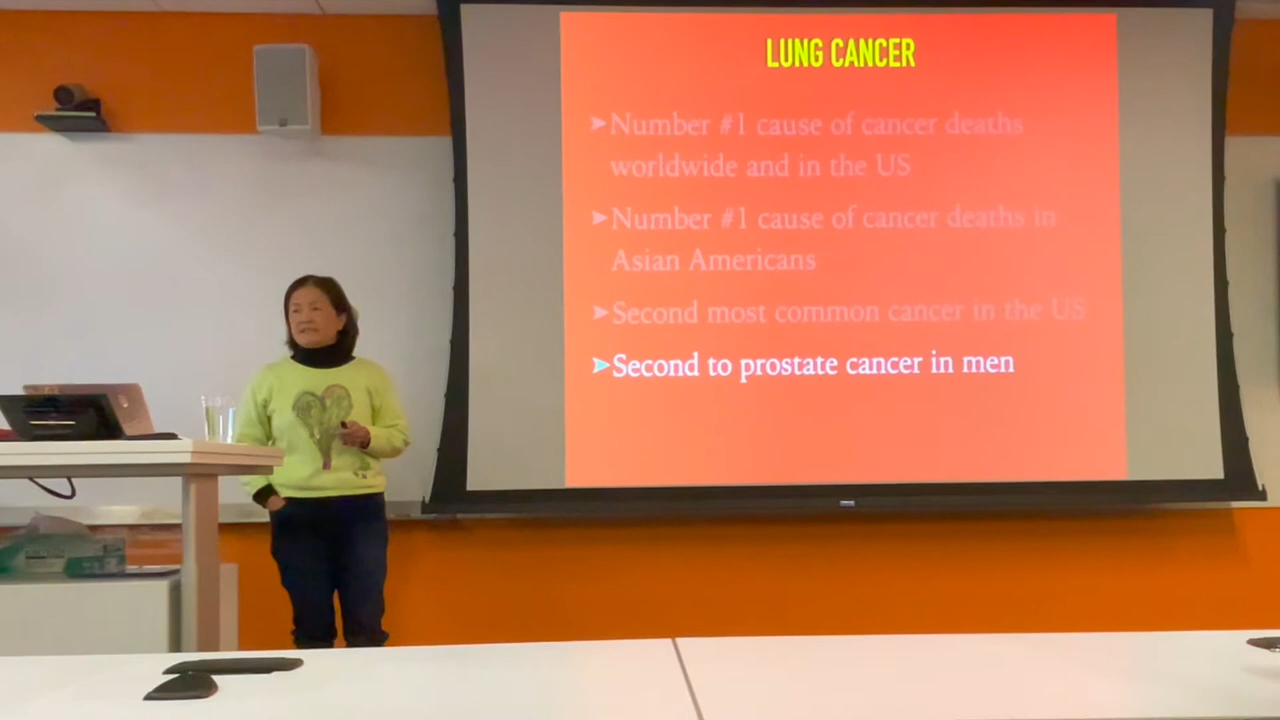 LUNG CANCER
➤Number #1 cause of cancer deaths
worldwide and in the US
➤Number #1 cause of cancer deaths in
Asian Americans
➤Second most common cancer in the US
➤Second to prostate cancer in men